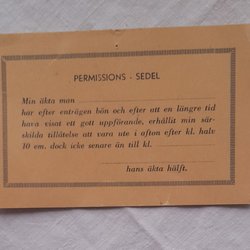 PERMISSIONS - SEDEL
Min äkta man
har efter enträgen bön och efter att en längre tid
hava visat ett gott uppförande, erhållit min sär-
skilda tillåtelse att vara ute i afton efter kl. halv
10 em. dock icke senare än till kl.
hans äkta hälft.